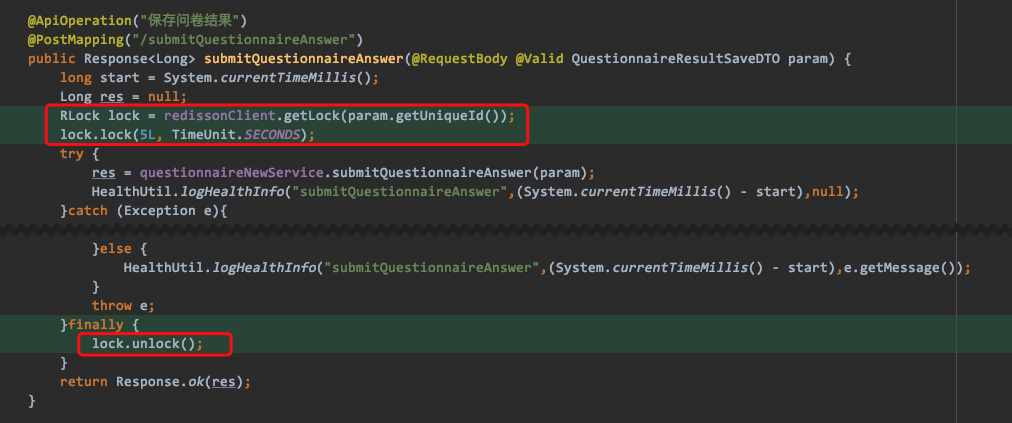 @ApiOperation("保存问卷结果")
@PostMapping("/submitQuestionnaireAnswer")
public Response<Long> submitQuestionnaireAnswer(@RequestBody @Valid QuestionnaireResultSaveDTO param) {
long start = System.currentTimeMillis();
Long res = null;
RLock lock = redissonClient.getLock(param.getUniqueId());
lock.lock(5L, TimeUnit.SECONDS);
try {
res = questionnaireNewService.submitQuestionnaireAnswer(param);
HealthUtil.logHealthInfo("submitQuestionnaireAnswer",(System.currentTimeMillis() - start),null);
}catch (Exception e){
}else {
HealthUtil.logHealthInfo("submitQuestionnaireAnswer",(System.currentTimeMillis() - start),e.getMessage());
}
throw e;
}finally {
lock.unlock();
}
return Response.ok(res);
}